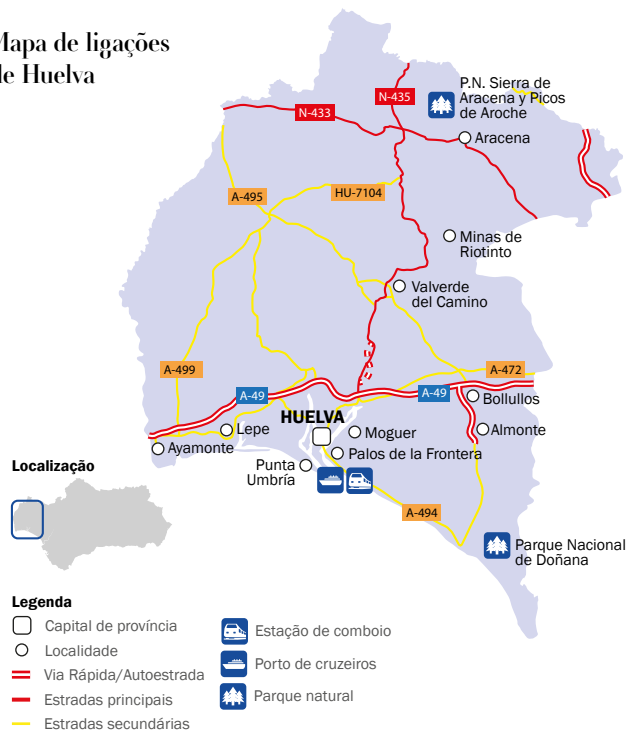 Mapa de ligações
de Huelva
P.N. Sierra de
Aracena y Picos
de Aroche
N-435
N-433
Aracena
A-495
HU-7104
Minas de
Riotinto
Valverde
del Camino
A-499
A-472
A-49
A-49
Bollullos
HUELVA
Lepe
Moguer
Almonte
Ayamonte
Palos de la Frontera
Punta
Umbría
A-494
Parque Nacional
de Doñana
Localização
Legenda
Capital de província
Localidade
Via Rápida/Autoestrada
Estradas principais
Estradas secundárias
Estação de comboio
Porto de cruzeiros
Parque natural